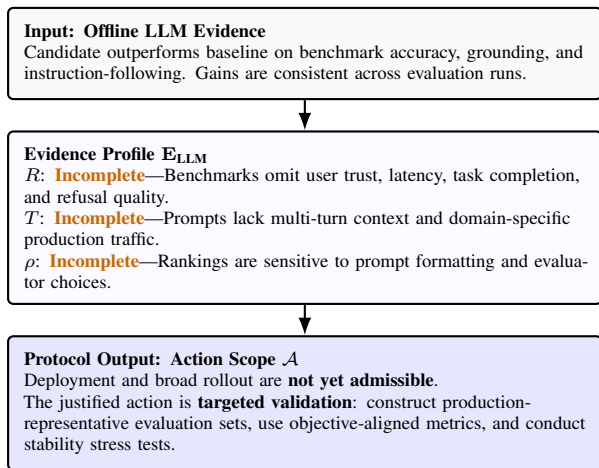 Input: Offline LLM Evidence
Candidate outperforms baseline on benchmark accuracy, grounding, and
instruction-following. Gains are consistent across evaluation runs.
Evidence Profile E_LLM
R: Incomplete—Benchmarks omit user trust, latency, task completion,
and refusal quality.
T: Incomplete—Prompts lack multi-turn context and domain-specific
production traffic.
ρ: Incomplete—Rankings are sensitive to prompt formatting and evalua-
tor choices.
Protocol Output: Action Scope 𝒜
Deployment and broad rollout are not yet admissible.
The justified action is targeted validation: construct production-
representative evaluation sets, use objective-aligned metrics, and conduct
stability stress tests.